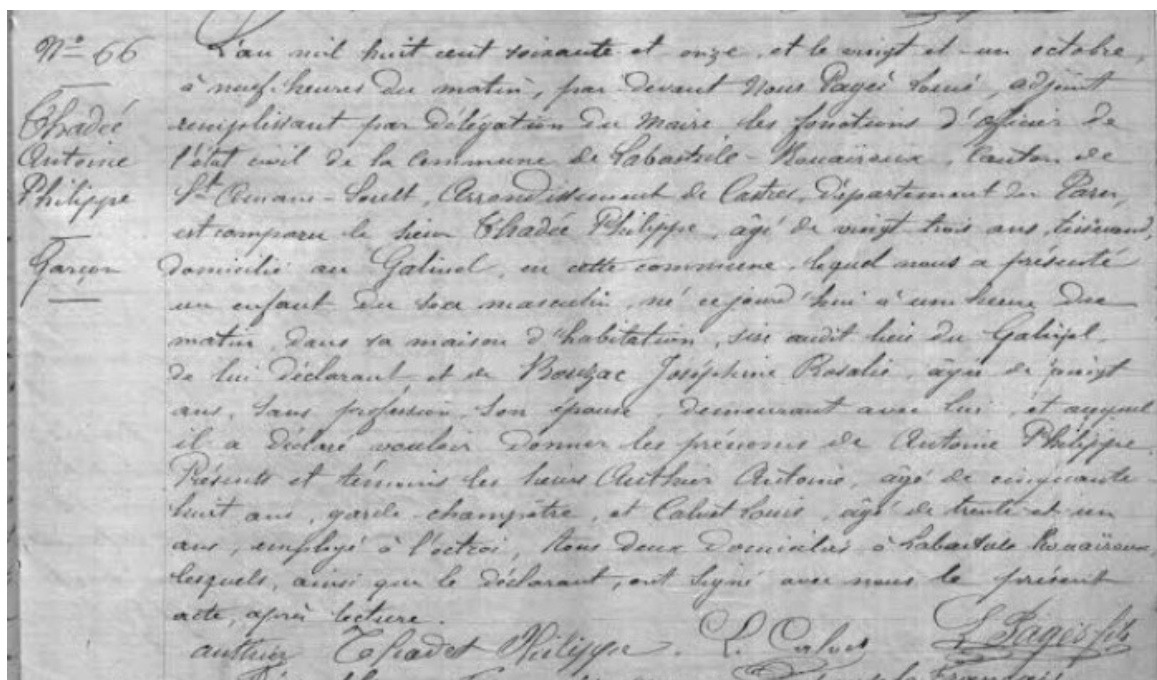 N° 66
Thadée
Antoine
Philippe
Garçon
L'an mil huit cent soixante et onze, et le vingt et un octobre,
à neuf heures du matin, par devant Nous Pagès Louis, adjoint
remplissant par délégation du Maire les fonctions d'officier de
l'état civil de la Commune de Labastide-Rouairoux, Canton de
St Amans-Soult, Arrondissement de Castres, Département du Tarn,
est comparu le sieur Thadée Philippe, âgé de vingt trois ans, tisserand,
domicilié au Galinel, en cette commune, lequel nous a présenté
un enfant du sexe masculin, né ce jourd'hui à une heure du
matin, dans sa maison d'habitation, sise audit lieu du
de lui déclarant et de Bouzac Joséphine Rosalie, âgée de vingt
ans, sans profession, son épouse, demeurant avec lui, et auquel
il a déclaré vouloir donner les prénoms de Antoine Philippe.
Présents et témoins les sieurs Authier Antoine, âgé de cinquante
huit ans, garde-champêtre, et Calvet Louis, âgé de trente et un
ans, employé à l'octroi, tous deux domiciliés à Labastide Rouairoux,
lesquels, ainsi que le déclarant, ont signé avec nous le présent
acte, après lecture.
authier Thadet Philippe. L. Calvet L. Pagès fils